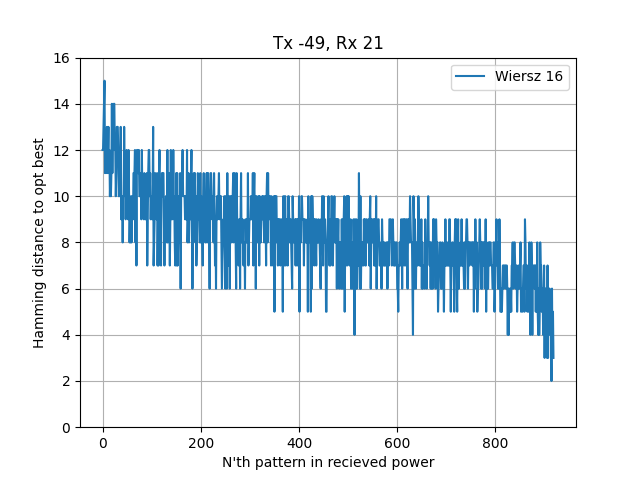 Tx -49, Rx 21
Wiersz 16
Hamming distance to opt best
16
14
12
10
8
6
4
2
0
0 200 400 600 800
N'th pattern in recieved power